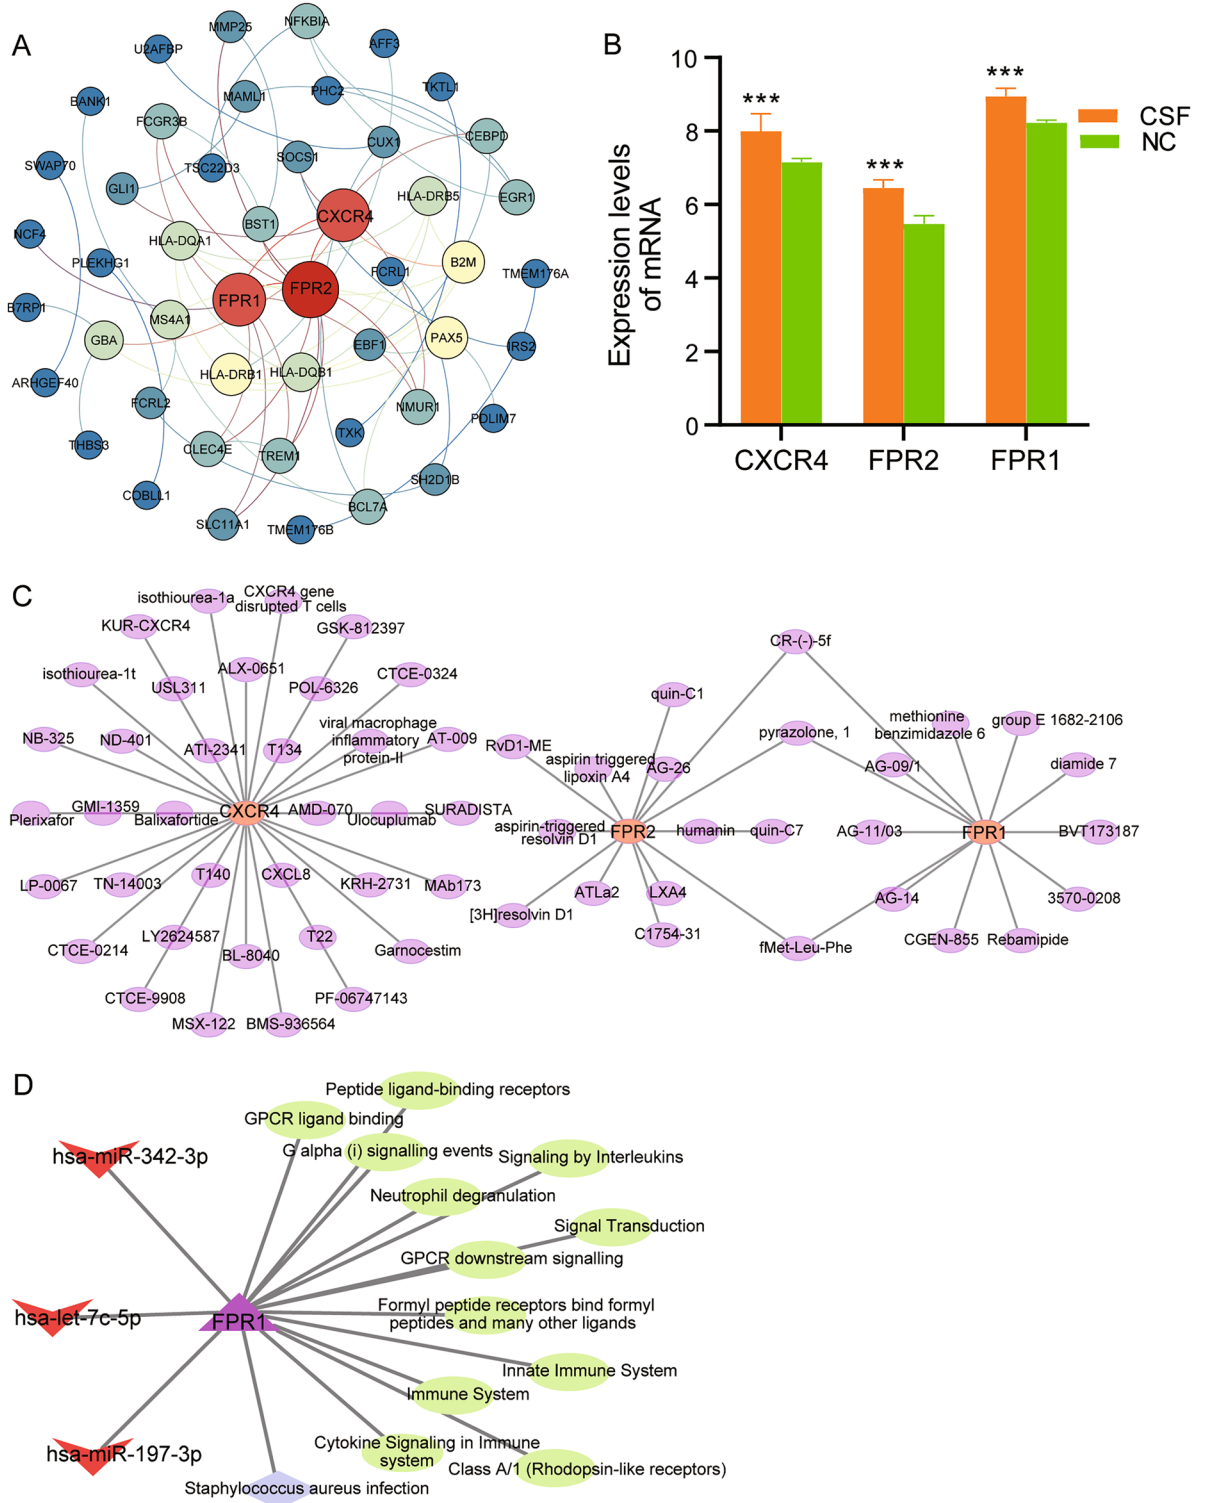 A
MMP25
NFKBIA
U2AFBP
AFF3
BANK1
MAML1
PHC2
TKTL1
FCGR3B
CUX1
CEBPD
SWAP70
TSC22D3
SOCS1
GLI1
HLA-DRB5
EGR1
NCF4
HLA-DQA1
BST1
CXCR4
PLEKHG1
FCRL1
B2M
TMEM176A
B7RP1
FPR1
FPR2
MS4A1
GBA
EBF1
PAX5
IRS2
ARHGEF40
HLA-DRB1
HLA-DQB1
FCRL2
NMUR1
PDLIM7
THBS3
CLEC4E
TREM1
TXK
COBLL1
SH2D1B
SLC11A1
TMEM176B
BCL7A
B
Expression levels
of mRNA
10
8
6
4
2
0
***
***
***
CSF
NC
CXCR4
FPR2
FPR1
C
isothiourea-1a
CXCR4 gene
disrupted T cells
KUR-CXCR4
GSK-812397
isothiourea-1t
USL311
ALX-0651
POL-6326
CTCE-0324
NB-325
ND-401
ATI-2341
T134
viral macrophage
inflammatory
protein-II
AT-009
Plerixafor
GMI-1359
Balixafortide
CXCR4
AMD-070
Ulocuplumab
SURADISTA
LP-0067
TN-14003
T140
CXCL8
KRH-2731
MAb173
CTCE-0214
LY2624587
BL-8040
T22
Garnocestim
CTCE-9908
MSX-122
BMS-936564
PF-06747143
CR-(-)-5f
quin-C1
RvD1-ME
aspirin triggered
lipoxin A4
AG-26
pyrazolone, 1
methionine
benzimidazole 6
group E 1682-2106
AG-09/1
diamide 7
aspirin-triggered
resolvin D1
FPR2
humanin
quin-C7
AG-11/03
FPR1
BVT173187
ATLa2
LXA4
AG-14
3570-0208
[3H]resolvin D1
C1754-31
fMet-Leu-Phe
CGEN-855
Rebamipide
D
Peptide ligand-binding receptors
GPCR ligand binding
G alpha (i) signalling events
Signaling by Interleukins
hsa-miR-342-3p
Neutrophil degranulation
Signal Transduction
GPCR downstream signalling
hsa-let-7c-5p
FPR1
Formyl peptide receptors bind formyl
peptides and many other ligands
Innate Immune System
Immune System
hsa-miR-197-3p
Cytokine Signaling in Immune
system
Class A/1 (Rhodopsin-like receptors)
Staphylococcus aureus infection